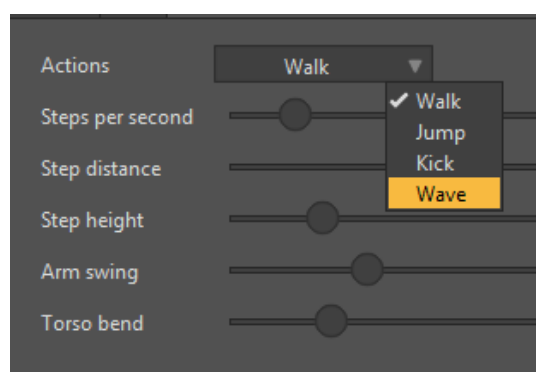 Actions
Walk
Walk
Steps per second
Jump
Step distance
Kick
Wave
Step height
Arm swing
Torso bend